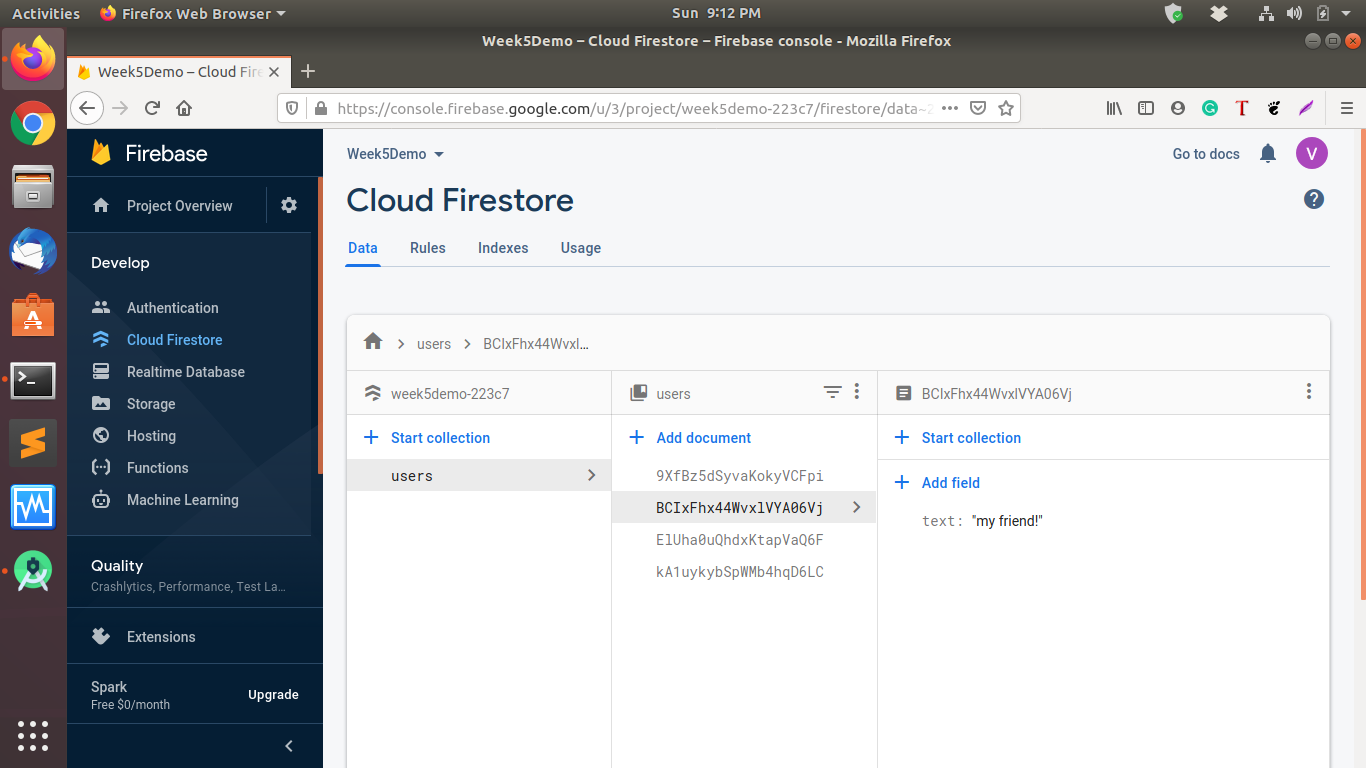 Activities
Firefox Web Browser
Sun 9:12 PM
Week5Demo – Cloud Firestore – Firebase console - Mozilla Firefox
Week5Demo – Cloud Fire
https://console.firebase.google.com/u/3/project/week5demo-223c7/firestore/data~2
Firebase
Project Overview
Develop
Authentication
Cloud Firestore
Realtime Database
Storage
Hosting
Functions
Machine Learning
Quality
Crashlytics, Performance, Test La...
Extensions
Spark
Free $0/month
Upgrade
Week5Demo
Go to docs
V
Cloud Firestore
Data
Rules
Indexes
Usage
users
BCIxFhx44Wvxl...
week5demo-223c7
Start collection
users
users
Add document
9XfBz5dSyvaKokyVCFpi
BCIxFhx44WvxlVYA06Vj
ElUha0uQhdxKtapVaQ6F
kA1uykybSpWMb4hqD6LC
BCIxFhx44WvxlVYA06Vj
Start collection
Add field
text: "my friend!"